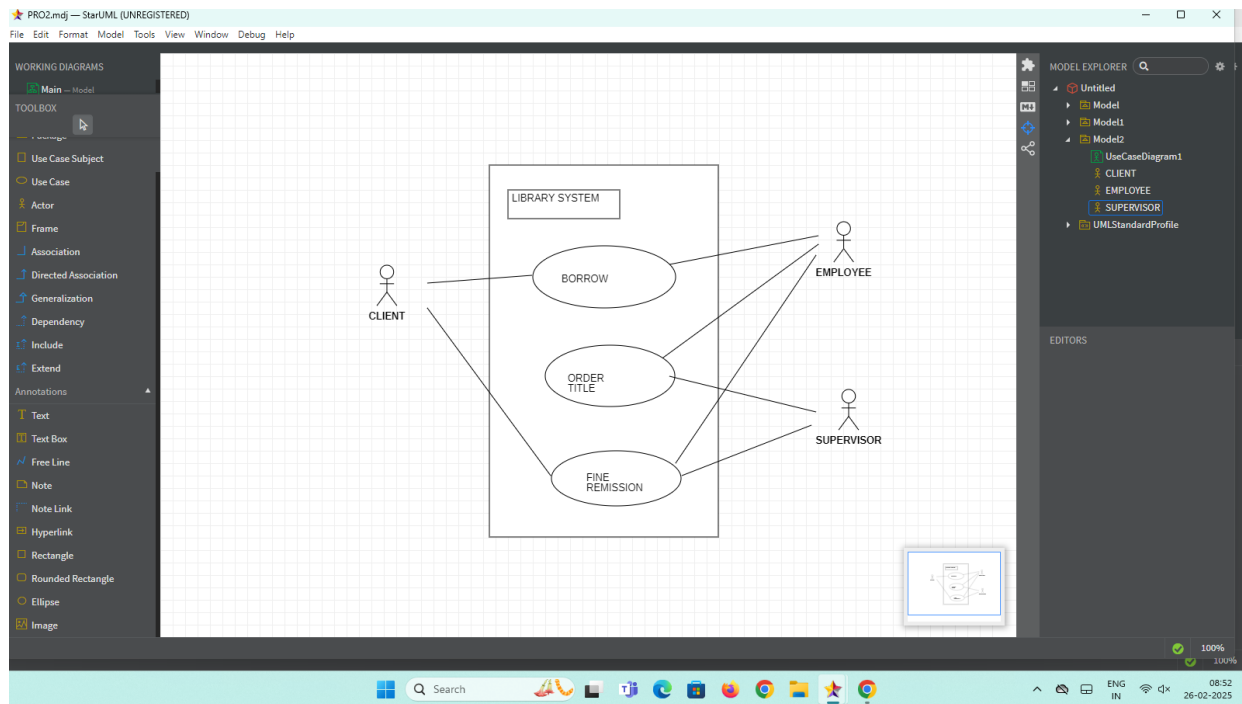 PRO2.mdj — StarUML (UNREGISTERED)
File Edit Format Model Tools View Window Debug Help
WORKING DIAGRAMS
Main — Model
TOOLBOX
Package
Use Case Subject
Use Case
Actor
Frame
Association
Directed Association
Generalization
Dependency
Include
Extend
Annotations
Text
Text Box
Free Line
Note
Note Link
Hyperlink
Rectangle
Rounded Rectangle
Ellipse
Image
LIBRARY SYSTEM
BORROW
ORDER
TITLE
FINE
REMISSION
CLIENT
EMPLOYEE
SUPERVISOR
MODEL EXPLORER
Untitled
Model
Model1
Model2
UseCaseDiagram1
CLIENT
EMPLOYEE
SUPERVISOR
UMLStandardProfile
EDITORS
100%
100%
Search
ENG
IN
08:52
26-02-2025